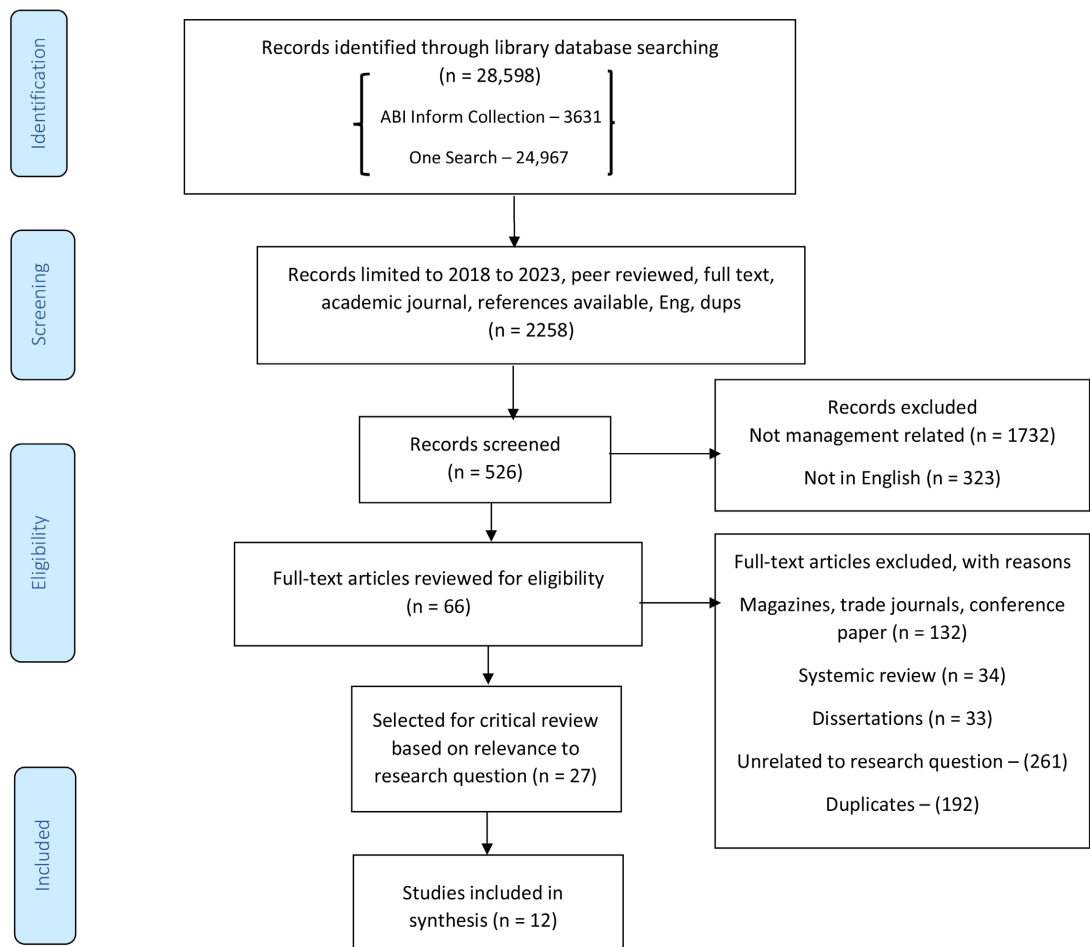 Identification
Records identified through library database searching
(n = 28,598)
ABI Inform Collection – 3631
One Search – 24,967
Screening
Records limited to 2018 to 2023, peer reviewed, full text,
academic journal, references available, Eng, dups
(n = 2258)
Eligibility
Records screened
(n = 526)
Records excluded
Not management related (n = 1732)
Not in English (n = 323)
Full-text articles reviewed for eligibility
(n = 66)
Full-text articles excluded, with reasons
Magazines, trade journals, conference
paper (n = 132)
Systemic review (n = 34)
Dissertations (n = 33)
Unrelated to research question – (261)
Duplicates – (192)
Selected for critical review
based on relevance to
research question (n = 27)
Included
Studies included in
synthesis (n = 12)